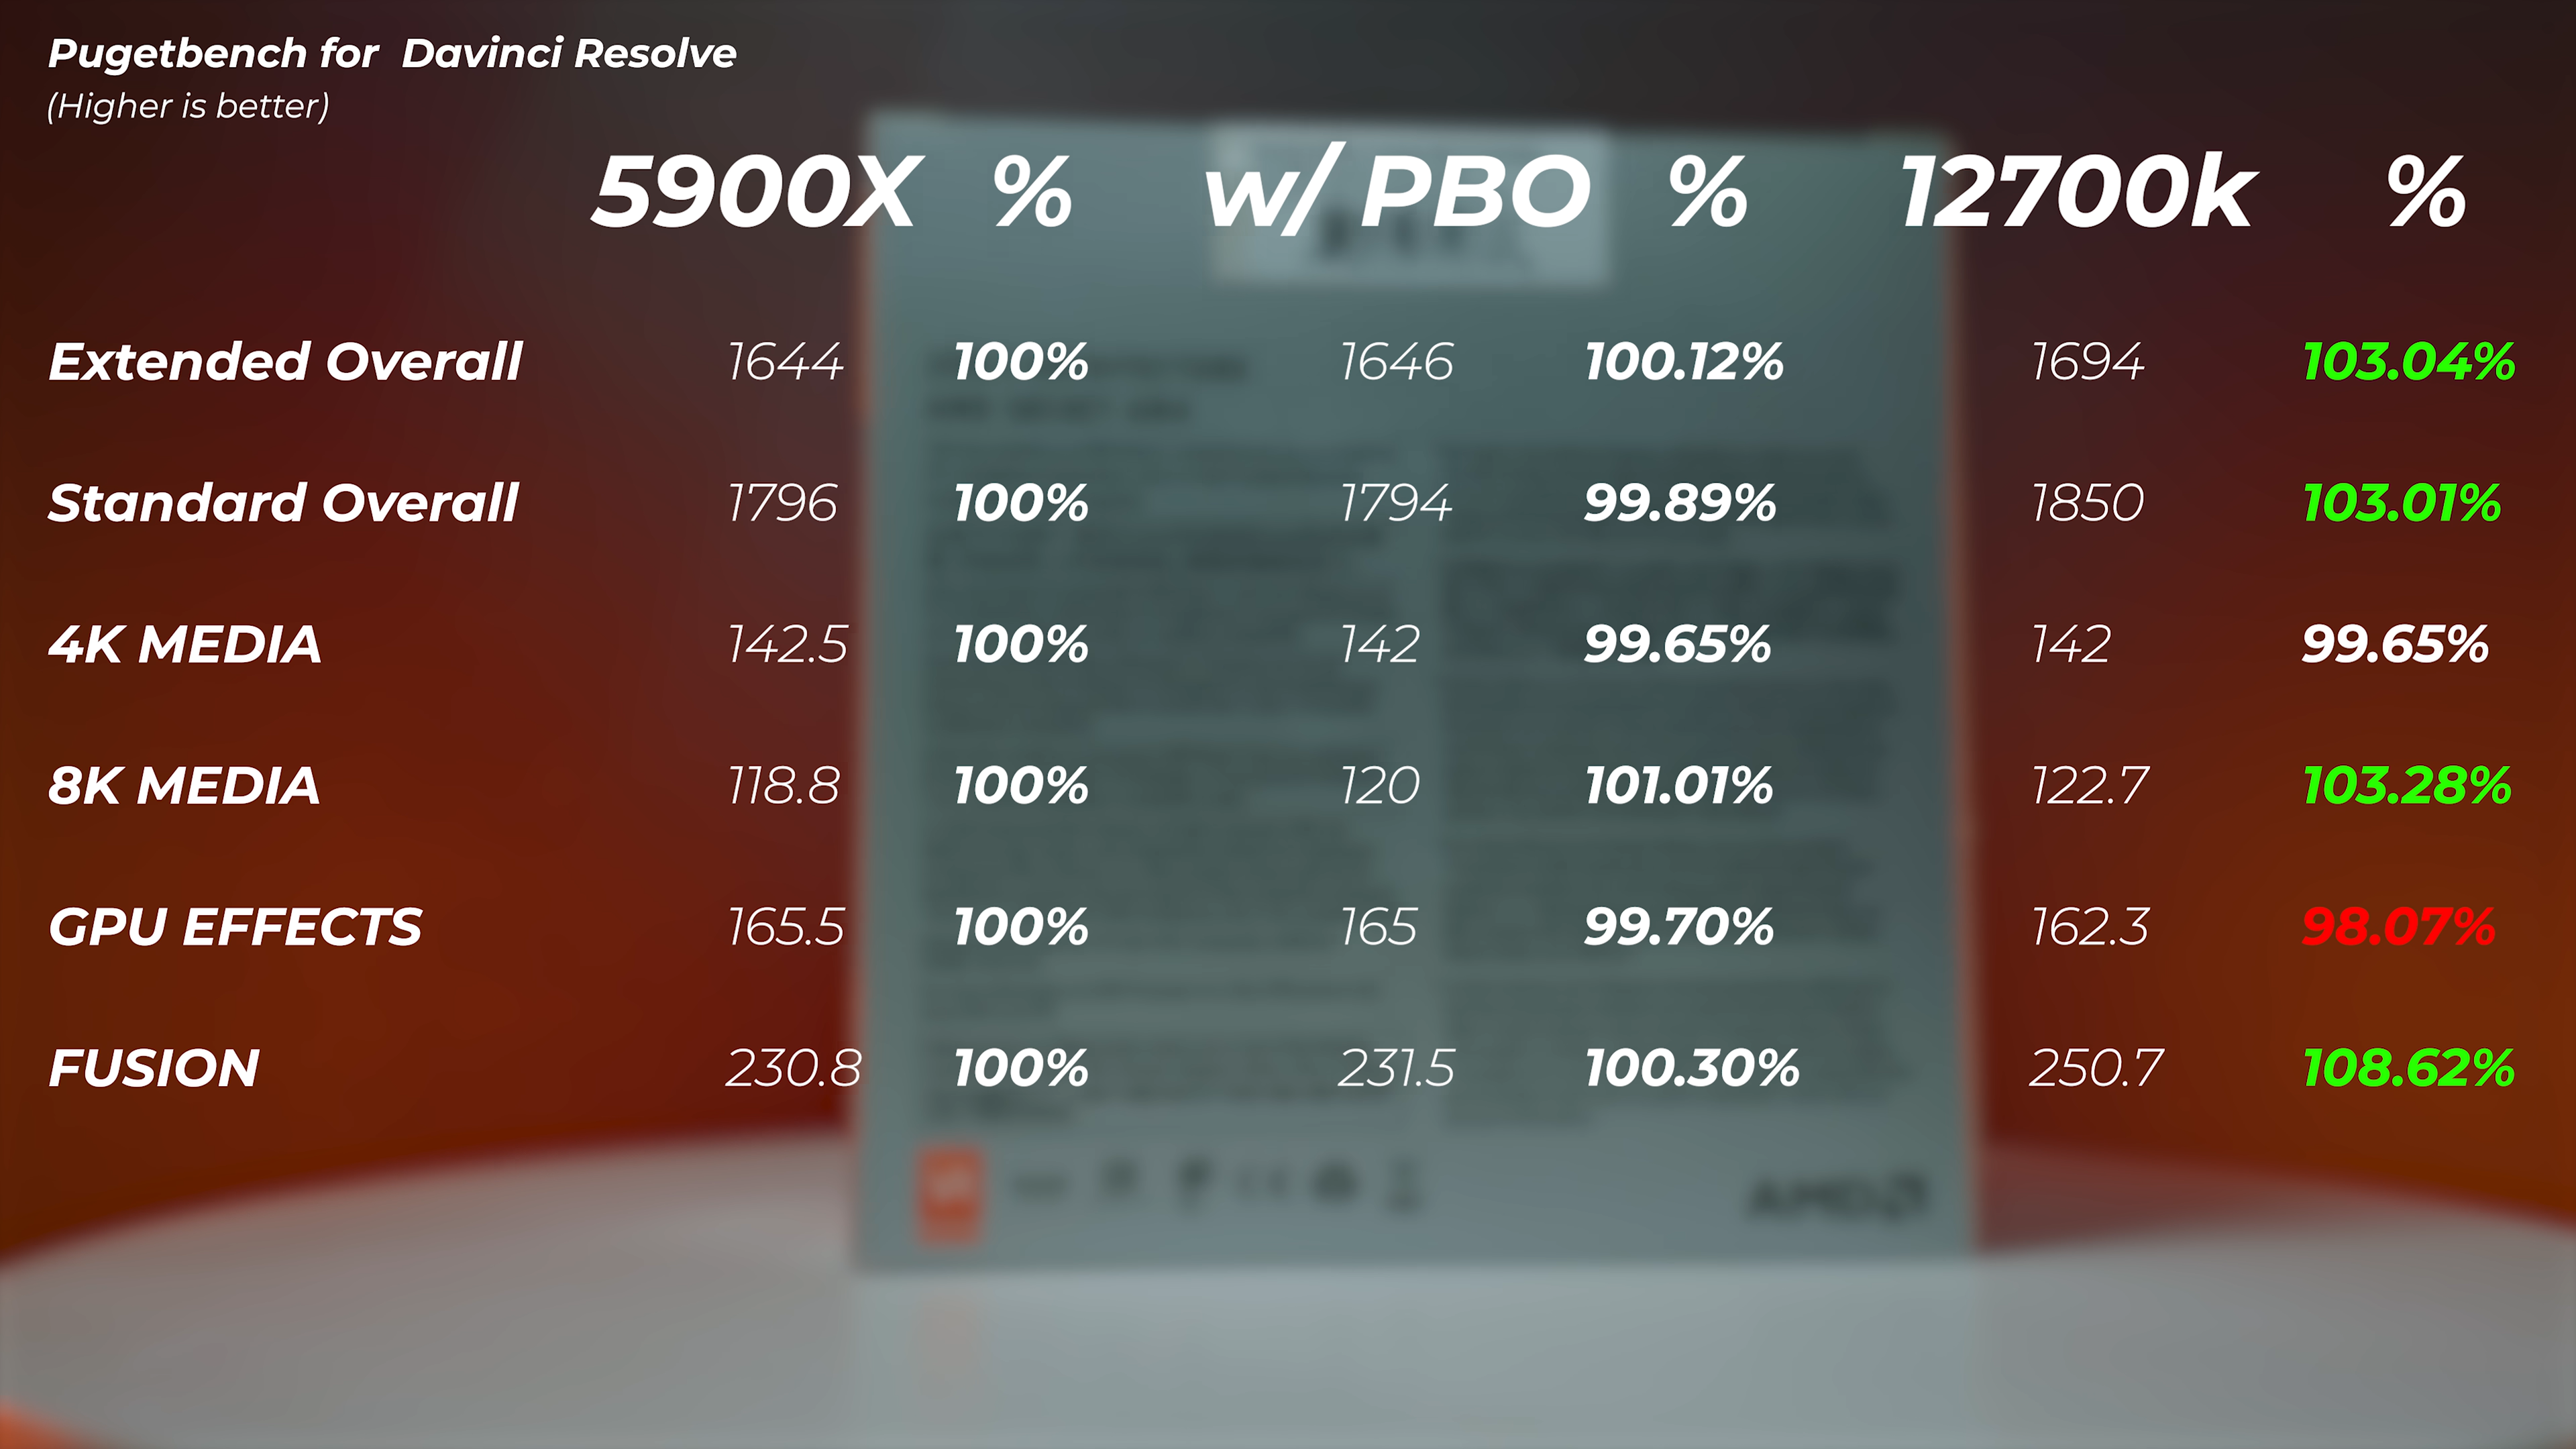 Pugetbench for Davinci Resolve
(Higher is better)
5900X % w/ PBO % 12700k %
Extended Overall 1644 100% 1646 100.12% 1694 103.04%
Standard Overall 1796 100% 1794 99.89% 1850 103.01%
4K MEDIA 142.5 100% 142 99.65% 142 99.65%
8K MEDIA 118.8 100% 120 101.01% 122.7 103.28%
GPU EFFECTS 165.5 100% 165 99.70% 162.3 98.07%
FUSION 230.8 100% 231.5 100.30% 250.7 108.62%
AMD